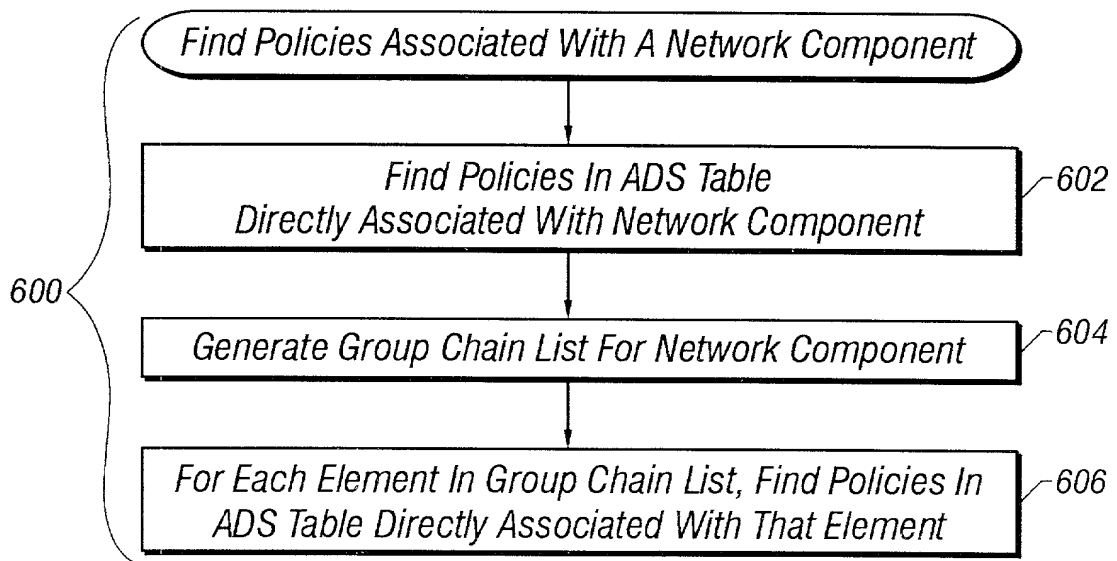 Find Policies Associated With A Network Component
Find Policies In ADS Table
Directly Associated With Network Component
602
600
Generate Group Chain List For Network Component
604
For Each Element In Group Chain List, Find Policies In
ADS Table Directly Associated With That Element
606